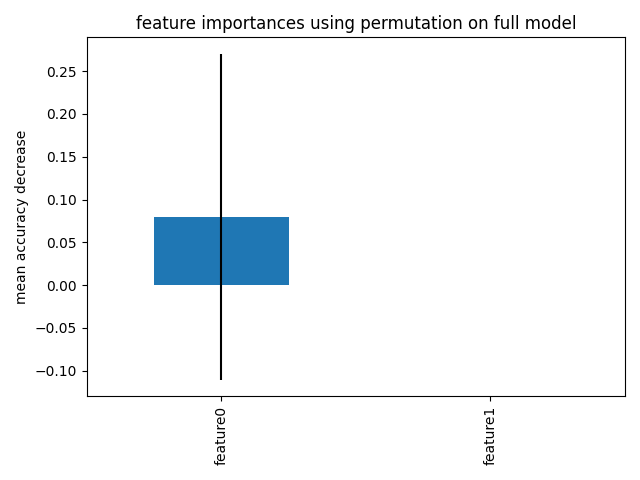 feature importances using permutation on full model
mean accuracy decrease
0.25
0.20
0.15
0.10
0.05
0.00
−0.05
−0.10
feature0
feature1